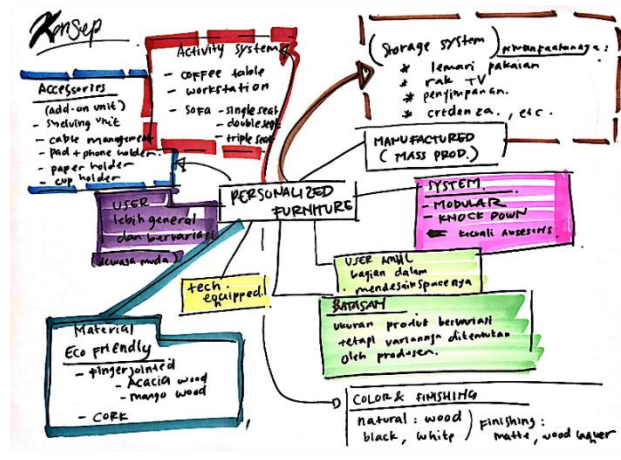 Konsep
Activity system
- coffee table
- workstation
- sofa - single seat
- double seat
- triple seat
(Storage system) pemanfaatannya:
* lemari pakaian
* rak TV
* penyimpanan.
* credenza., etc.
Accessories
(add-on unit)
- shelving unit
- cable management
- pad + phone holder.
- paper holder
- cup holder
MANUFACTURED
(MASS PROD.)
PERSONALIZED
FURNITURE
SYSTEM.
- MODULAR
- KNOCK DOWN
kecuali aksesoris
USER
lebih general
dan bervariasi
(dewasa muda)
USER AMBIL
bagian dalam
mendesain spacenya
tech
equipped.
BATASAN
ukuran produk bervariasi
tetapi variannya ditentukan
oleh produsen.
Material
Eco Friendly
- fingerjointed
- Acacia wood
- mango wood
- CORK
COLOR & FINISHING
natural : wood
black, white
Finishing :
matte, wood laquer